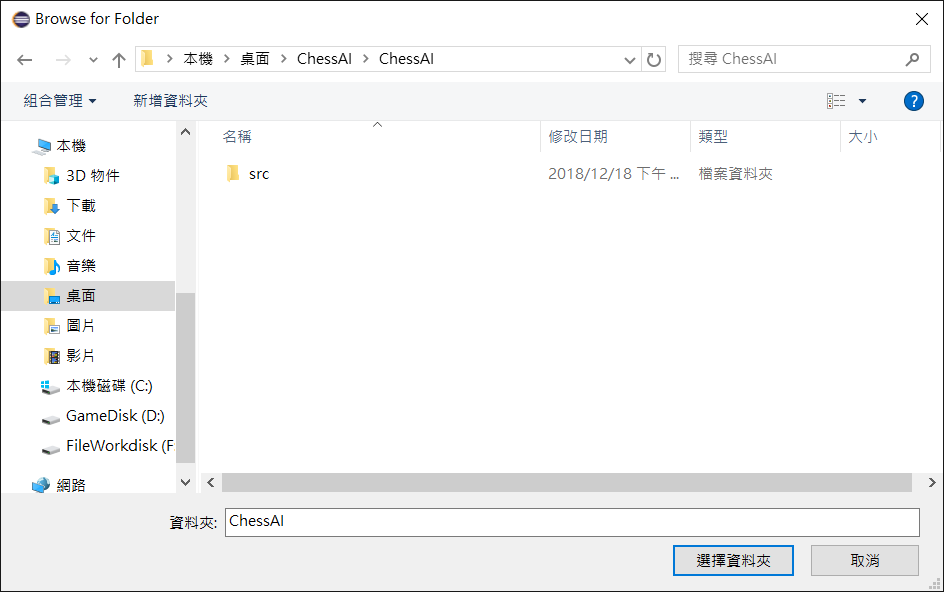 Browse for Folder
本機 桌面 ChessAI ChessAI
搜尋 ChessAI
組合管理 新增資料夾
名稱 修改日期 類型 大小
src 2018/12/18 下午 ... 檔案資料夾
本機
3D 物件
下載
文件
音樂
桌面
圖片
影片
本機磁碟 (C:)
GameDisk (D:)
FileWorkdisk (F
網路
資料夾: ChessAI
選擇資料夾 取消